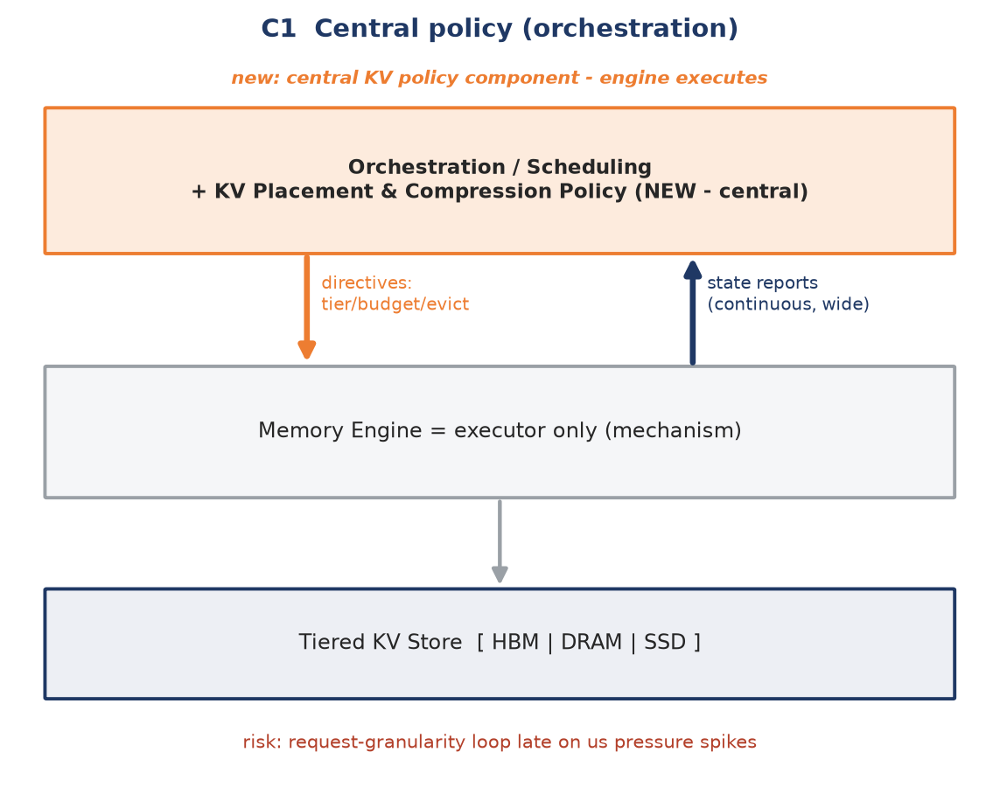 C1  Central policy (orchestration)
new: central KV policy component - engine executes
Orchestration / Scheduling
+ KV Placement & Compression Policy (NEW - central)
directives:
tier/budget/evict
state reports
(continuous, wide)
Memory Engine = executor only (mechanism)
Tiered KV Store  [ HBM | DRAM | SSD ]
risk: request-granularity loop late on us pressure spikes